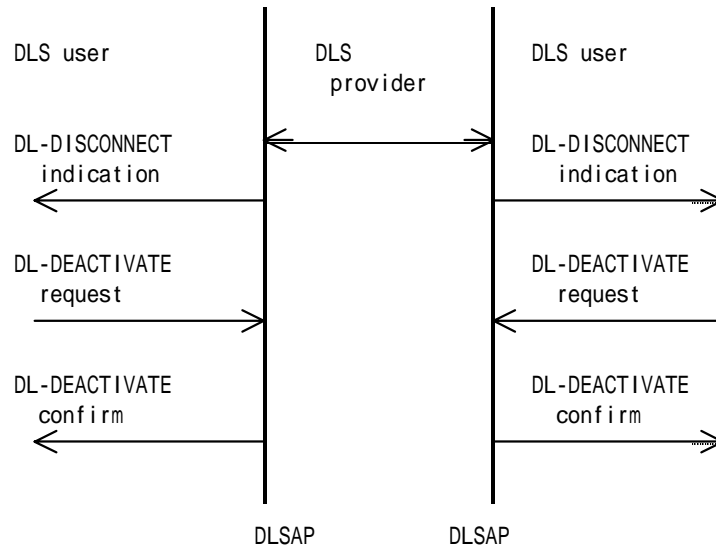 DLS user
DLS
provider
DLS user
DL-DISCONNECT
indication
DL-DISCONNECT
indication
DL-DEACTIVATE
request
DL-DEACTIVATE
request
DL-DEACTIVATE
confirm
DL-DEACTIVATE
confirm
DLSAP
DLSAP